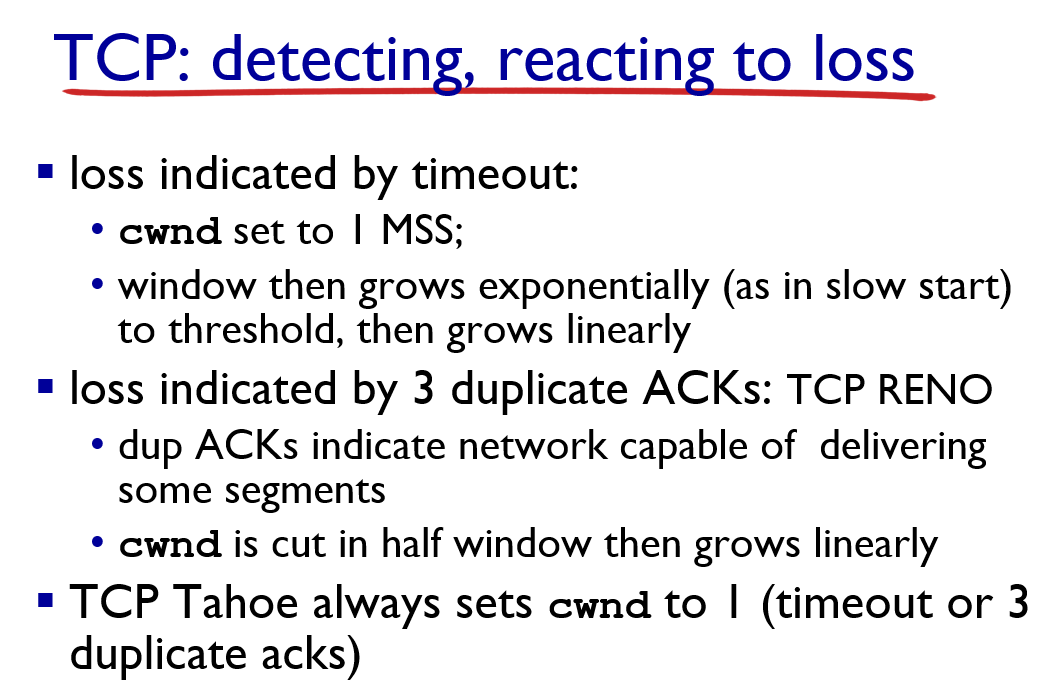 TCP: detecting, reacting to loss
▪ loss indicated by timeout:
• cwnd set to 1 MSS;
• window then grows exponentially (as in slow start)
to threshold, then grows linearly
▪ loss indicated by 3 duplicate ACKs: TCP RENO
• dup ACKs indicate network capable of  delivering
some segments
• cwnd is cut in half window then grows linearly
▪ TCP Tahoe always sets cwnd to 1 (timeout or 3
duplicate acks)